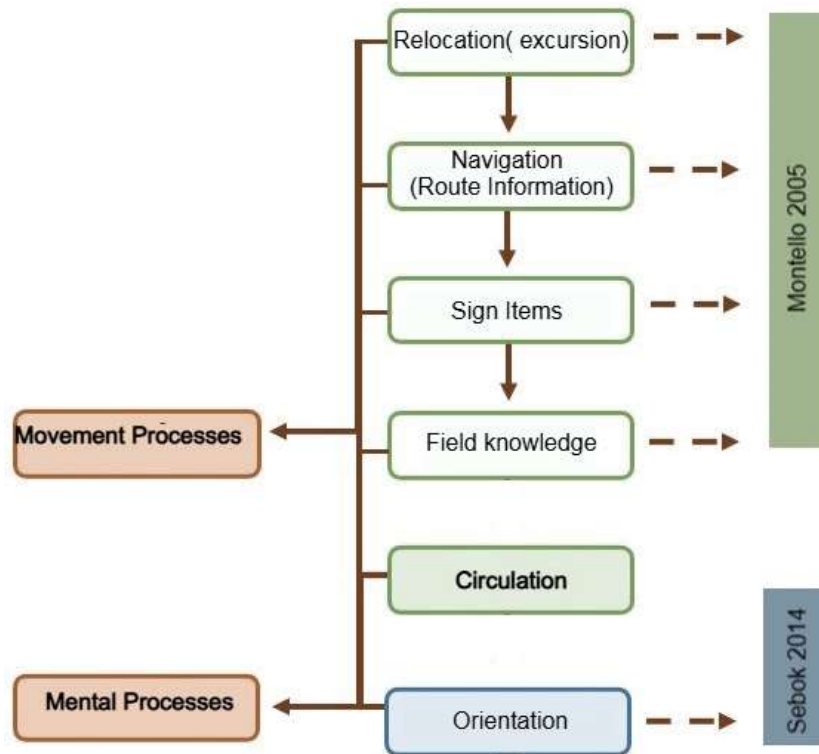 Relocation( excursion)
Navigation
(Route Information)
Sign Items
Field knowledge
Circulation
Orientation
Movement Processes
Mental Processes
Montello 2005
Sebok 2014